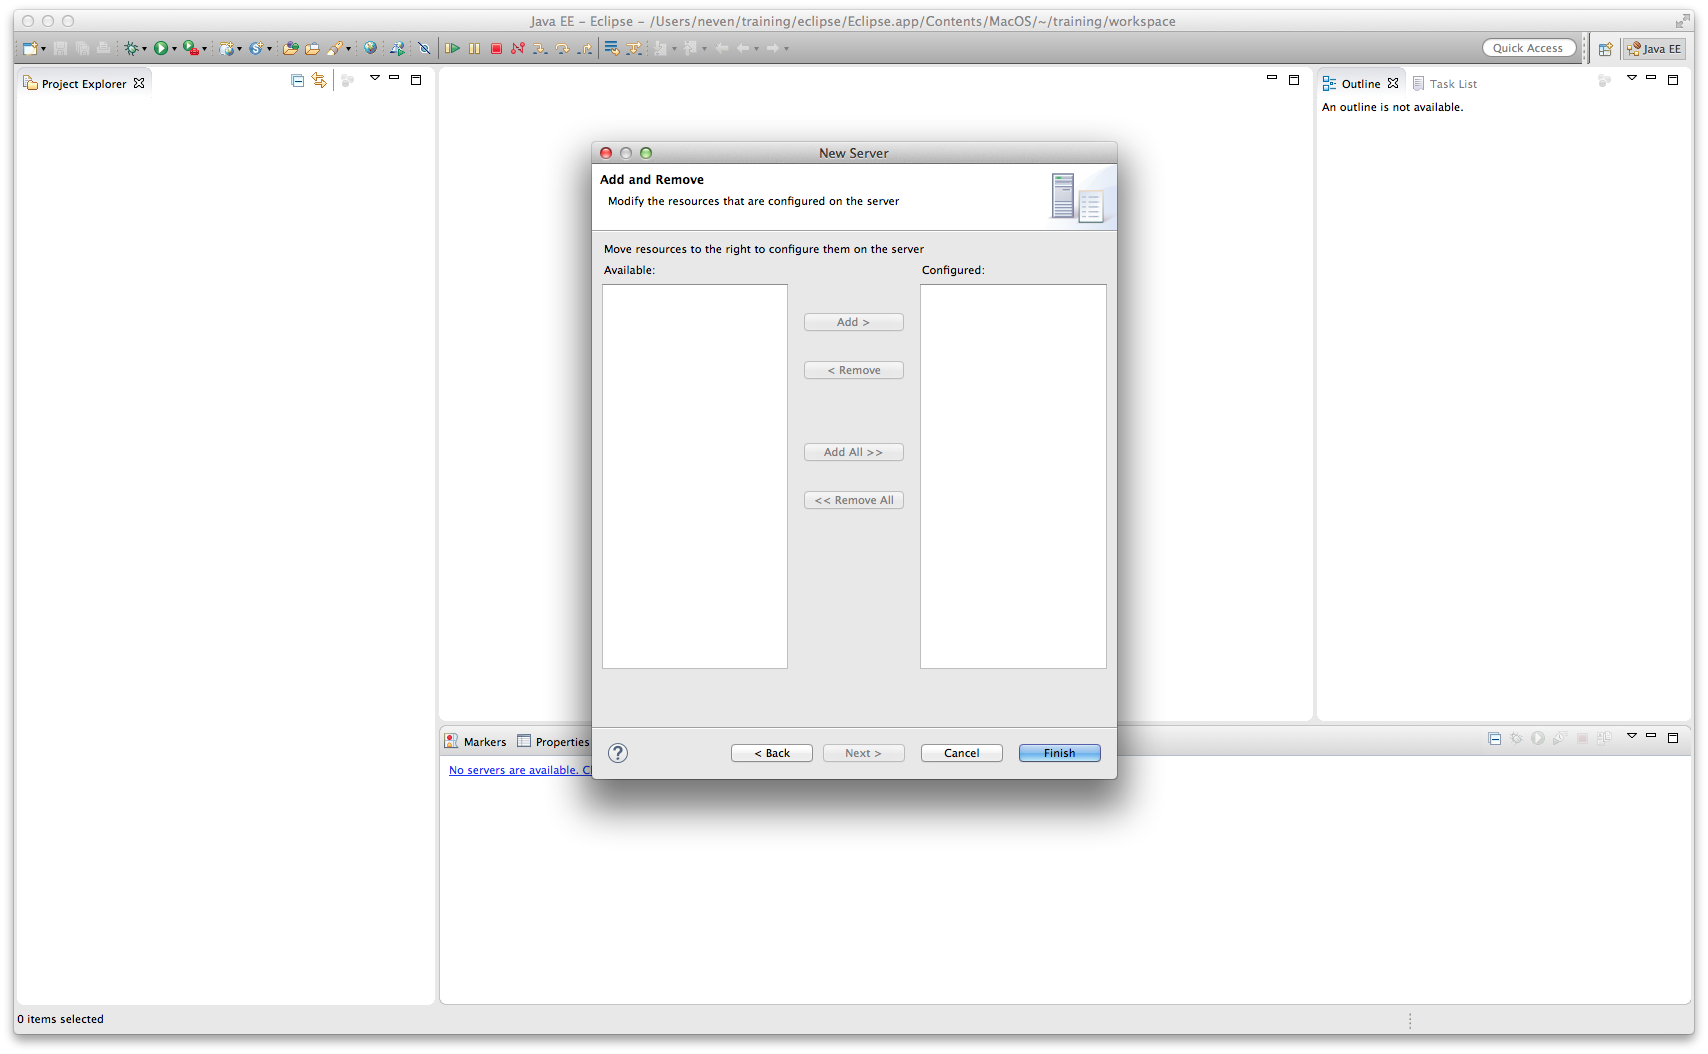 Java EE – Eclipse – /Users/neven/training/eclipse/Eclipse.app/Contents/MacOS/~/training/workspace
Quick Access
Java EE
Project Explorer
Outline
Task List
An outline is not available.
New Server
Add and Remove
Modify the resources that are configured on the server
Move resources to the right to configure them on the server
Available:
Configured:
Add >
< Remove
Add All >>
<< Remove All
? < Back Next > Cancel Finish
Markers
Properties
No servers are available.
0 items selected